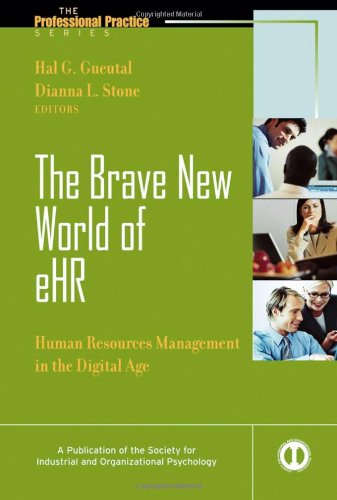 THE
Professional Practice
SERIES
Hal G. Gueutal
Dianna L. Stone
EDITORS
The Brave New
World of
eHR
Human Resources Management
in the Digital Age
A Publication of the Society for
Industrial and Organizational Psychology